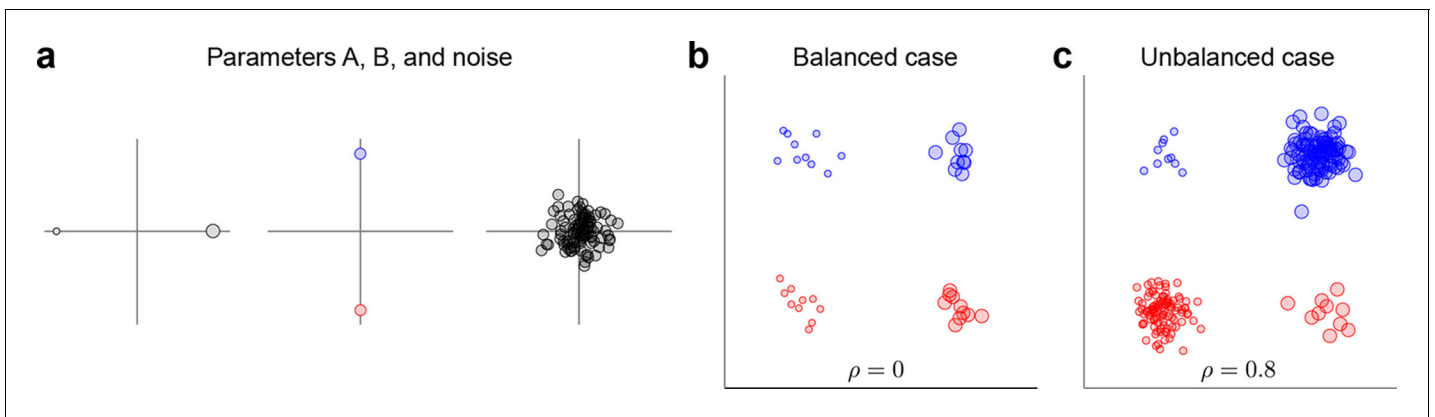 a Parameters A, B, and noise
b Balanced case
c Unbalanced case
ρ = 0
ρ = 0.8